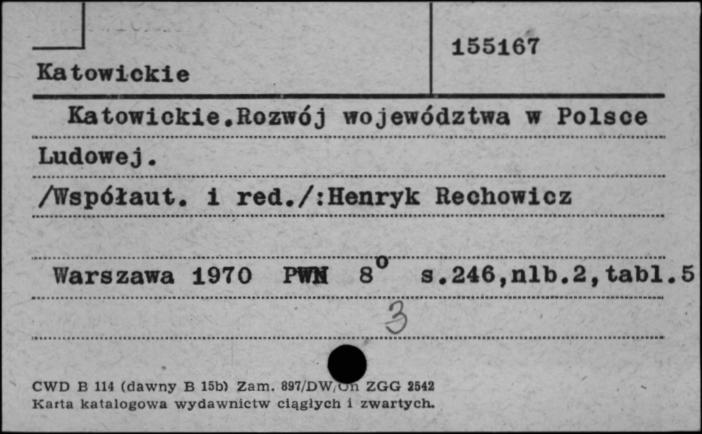 155167
Katowickie
Katowickie.Rozwój województwa w Polsce
Ludowej.
/Współaut. i red./:Henryk Rechowicz
Warszawa 1970 PWN 8° s.246,nlb.2,tabl.5
3
CWD B 114 (dawny B 15b) Zam. 897/DW/On ZGG 2542
Karta katalogowa wydawnictw ciągłych i zwartych.